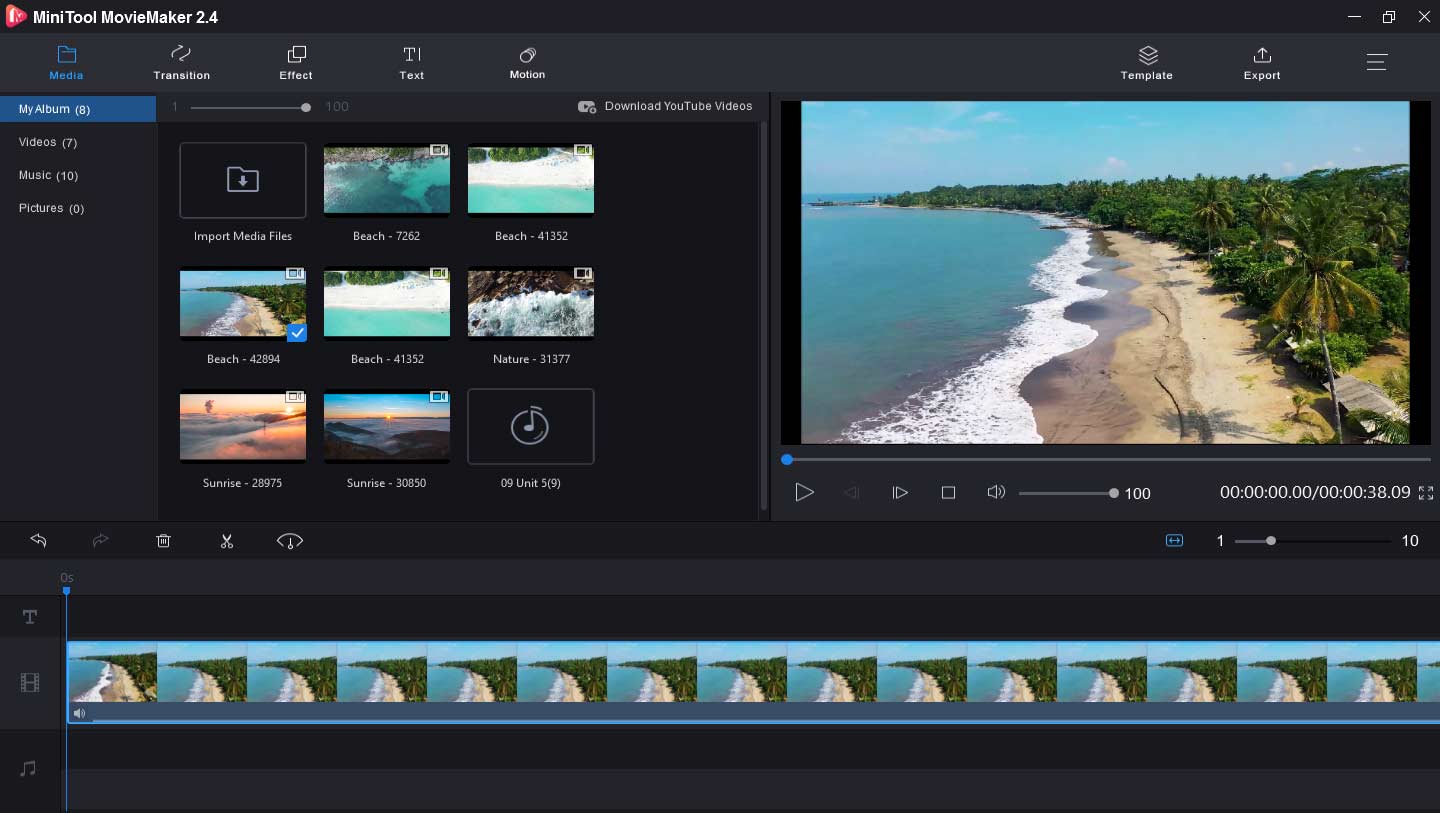 MiniTool MovieMaker 2.4
Media
Transition
Effect
Text
Motion
Template
Export
My Album (8)
Videos (7)
Music (10)
Pictures (0)
1
100
Download YouTube Videos
Import Media Files
Beach - 7262
Beach - 41352
Beach - 42894
Beach - 41352
Nature - 31377
Sunrise - 28975
Sunrise - 30850
09 Unit 5(9)
100
00:00:00.00/00:00:38.09
1
10
0s